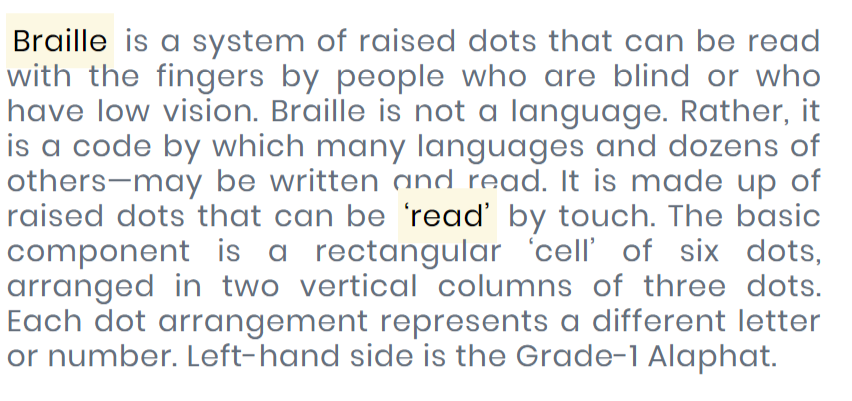 Braille is a system of raised dots that can be read
with the fingers by people who are blind or who
have low vision. Braille is not a language. Rather, it
is a code by which many languages and dozens of
others—may be written and read. It is made up of
raised dots that can be ‘read’ by touch. The basic
component is a rectangular ‘cell’ of six dots,
arranged in two vertical columns of three dots.
Each dot arrangement represents a different letter
or number. Left-hand side is the Grade-1 Alaphat.